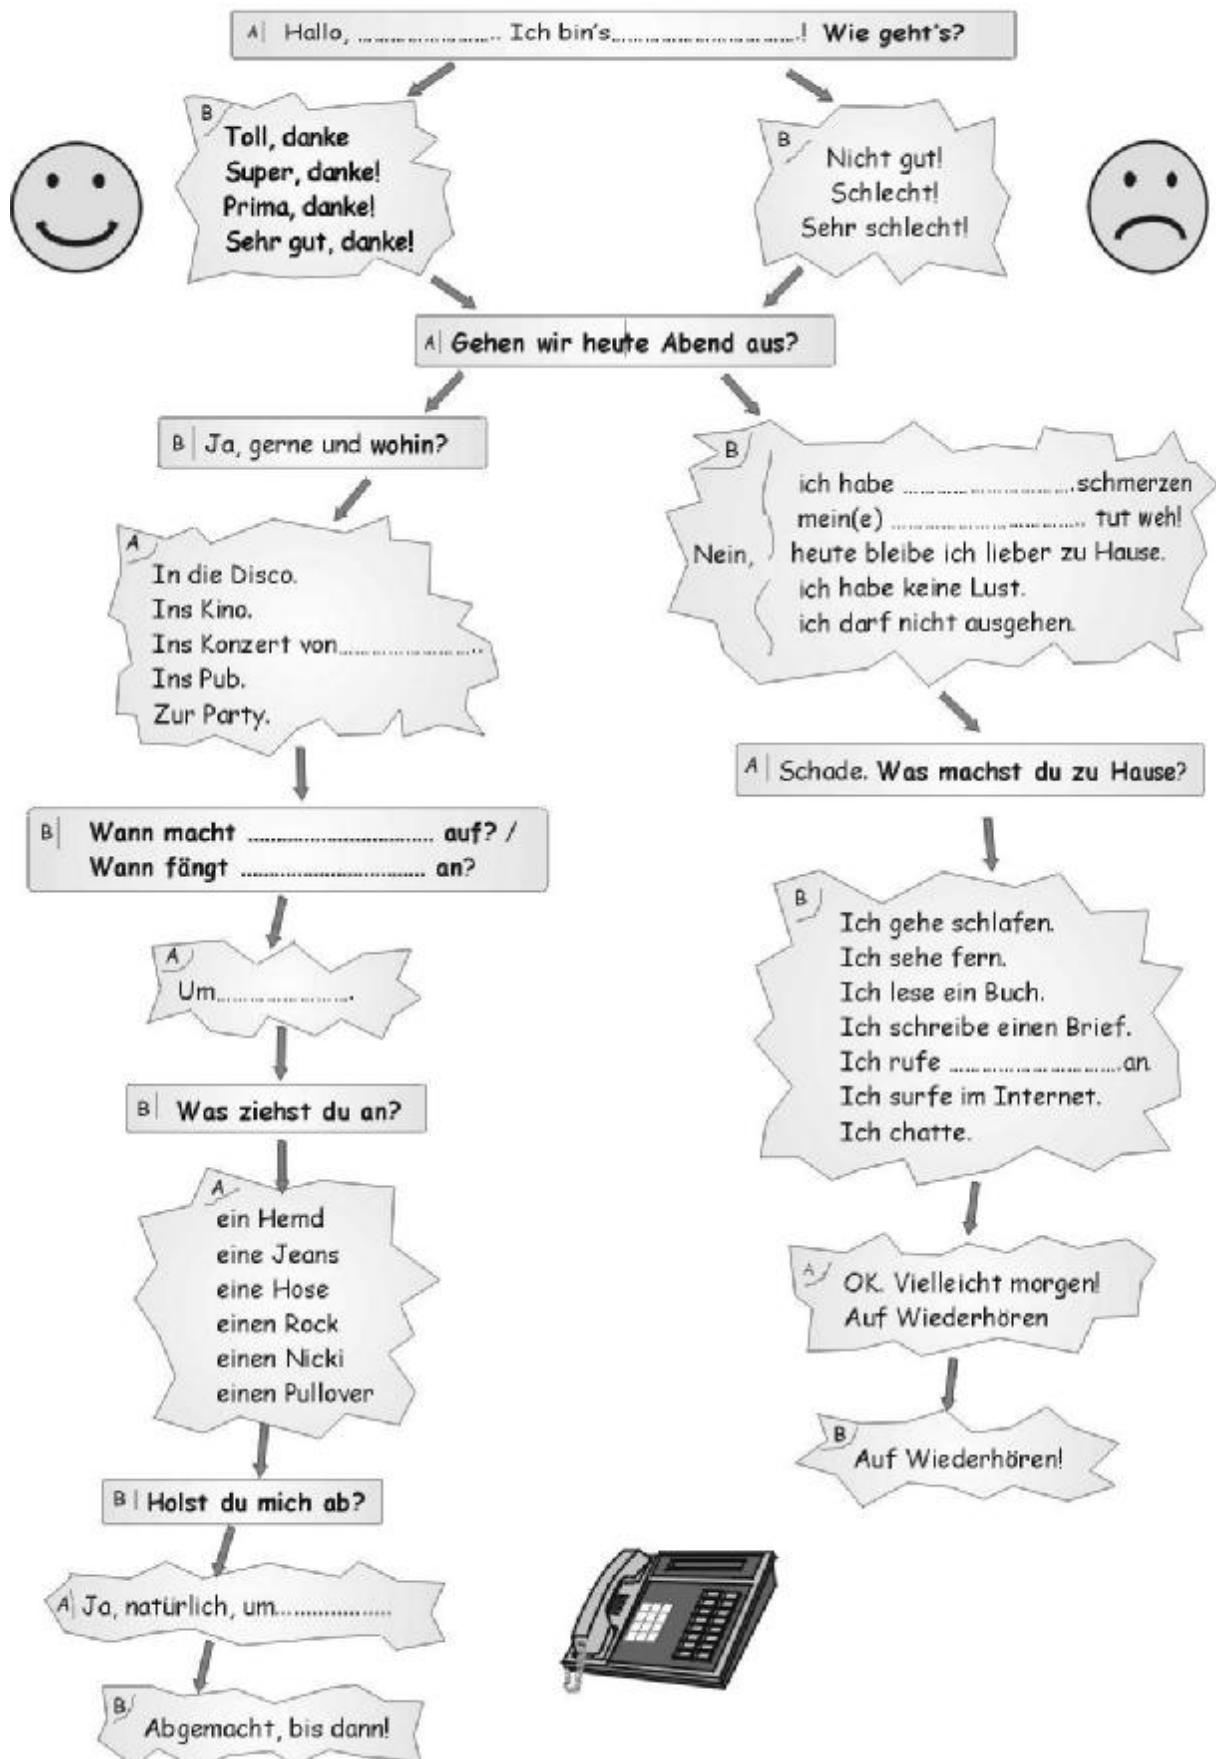 A Hallo, ........................ Ich bin's..............................! Wie geht's?
B
Toll, danke
Super, danke!
Prima, danke!
Sehr gut, danke!
B
Nicht gut!
Schlecht!
Sehr schlecht!
A Gehen wir heute Abend aus?
B Ja, gerne und wohin?
A
In die Disco.
Ins Kino.
Ins Konzert von........................
Ins Pub.
Zur Party.
B Wann macht .............................. auf? /
Wann fängt .............................. an?
A
Um........................
B Was ziehst du an?
A
ein Hemd
eine Jeans
eine Hose
einen Rock
einen Nicki
einen Pullover
B Holst du mich ab?
A Ja, natürlich, um....................
B
Abgemacht, bis dann!
B
Nein,
ich habe ..............................schmerzen
mein(e) .............................. tut weh!
heute bleibe ich lieber zu Hause.
ich habe keine Lust.
ich darf nicht ausgehen.
A Schade. Was machst du zu Hause?
B
Ich gehe schlafen.
Ich sehe fern.
Ich lese ein Buch.
Ich schreibe einen Brief.
Ich rufe ..............................an
Ich surfe im Internet.
Ich chatte.
A
OK. Vielleicht morgen!
Auf Wiederhören
B
Auf Wiederhören!